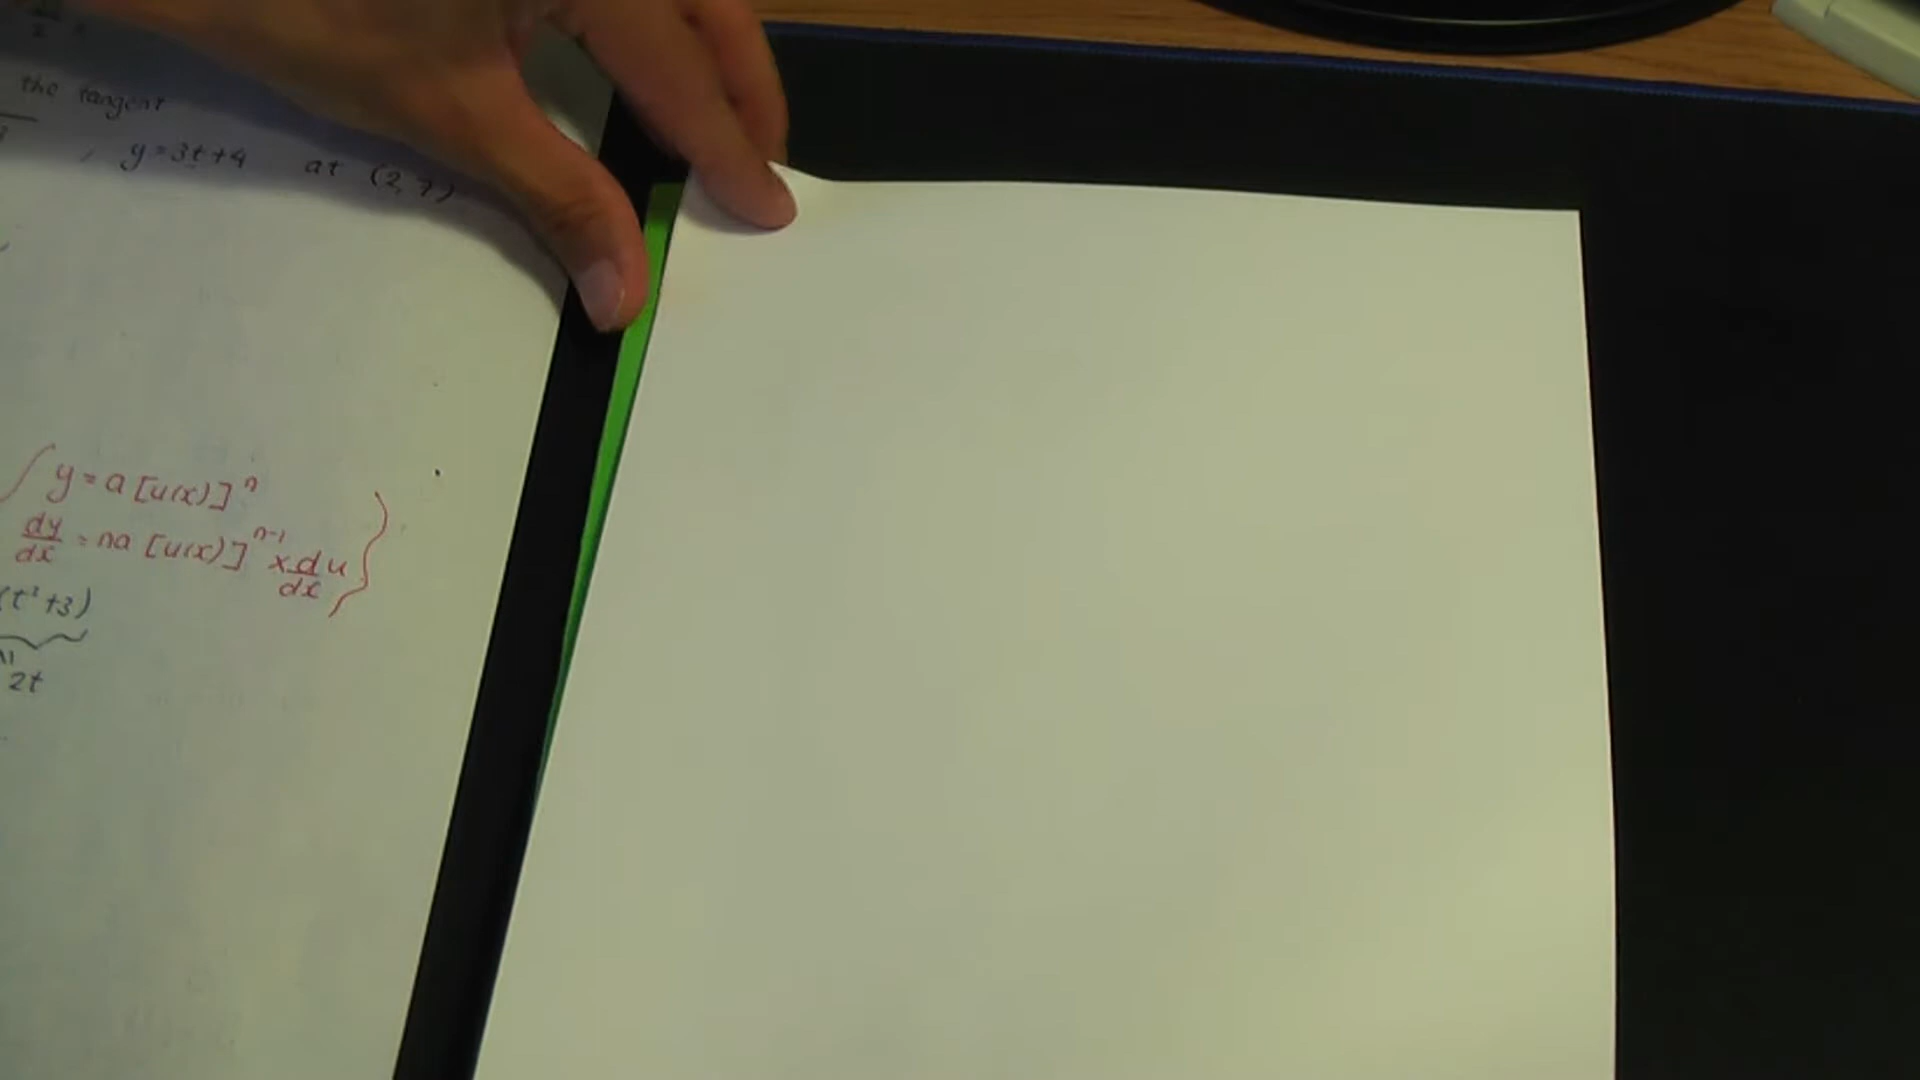 the tangent
, y=3t+4 at (2, 7)
y = a [u(x)]^n
dy/dx = na [u(x)]^n-1 x du/dx
(t²+3)
2t